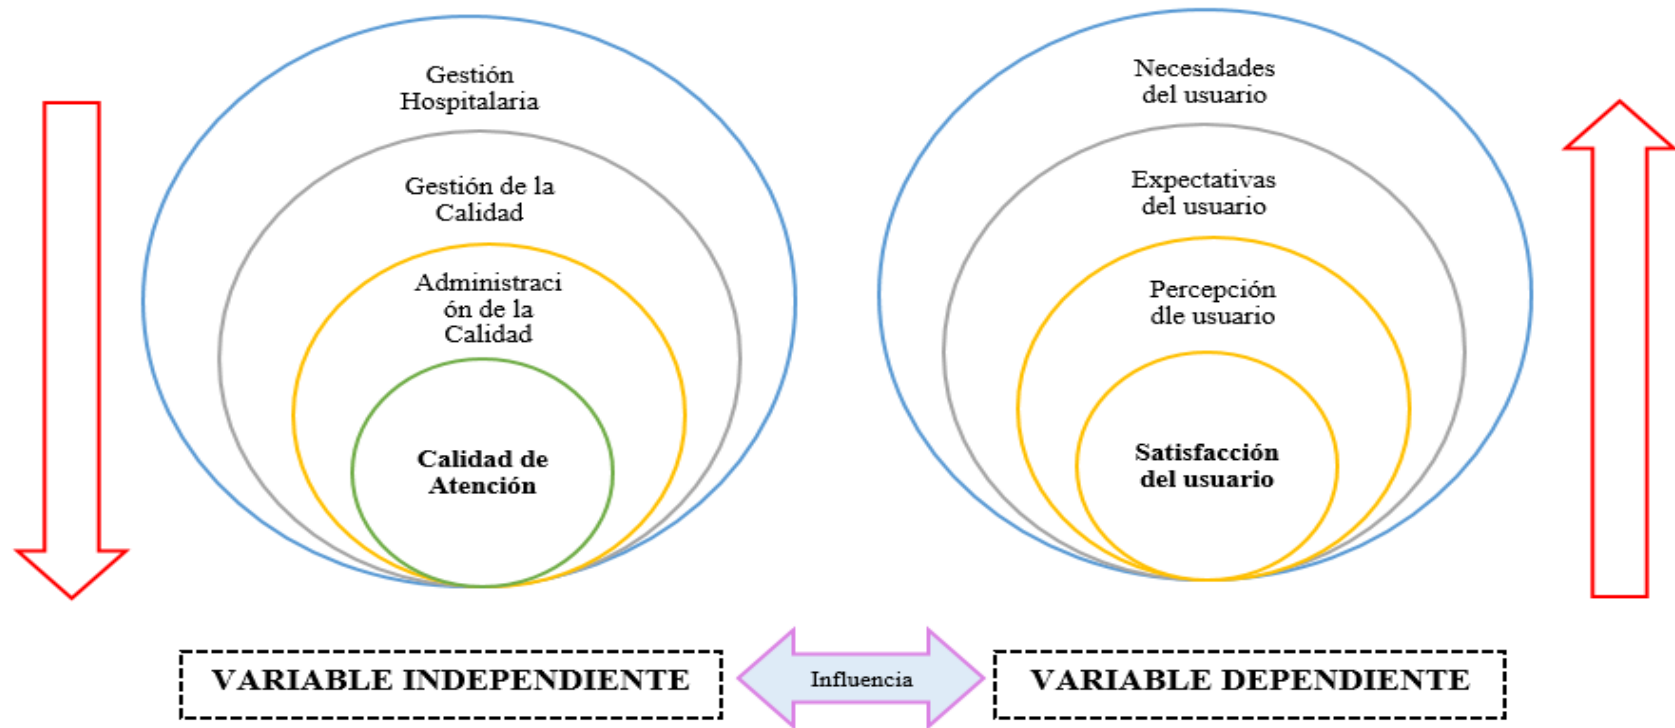 Gestión
Hospitalaria
Gestión de la
Calidad
Administraci
ón de la
Calidad
Calidad de
Atención
Necesidades
del usuario
Expectativas
del usuario
Percepción
dle usuario
Satisfacción
del usuario
VARIABLE INDEPENDIENTE
Influencia
VARIABLE DEPENDIENTE